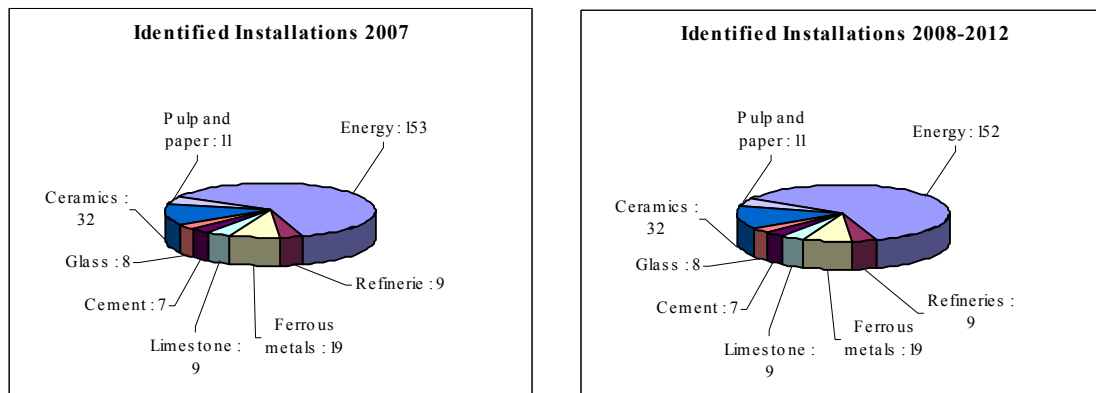 Identified Installations 2007
Pulp and
paper : 11
Energy : 153
Ceramics :
32
Glass : 8
Cement : 7
Limestone :
9
Ferrous
metals : 19
Refinerie : 9
Identified Installations 2008-2012
Pulp and
paper : 11
Energy : 152
Ceramics :
32
Glass : 8
Cement : 7
Limestone :
9
Ferrous
metals : 19
Refineries :
9